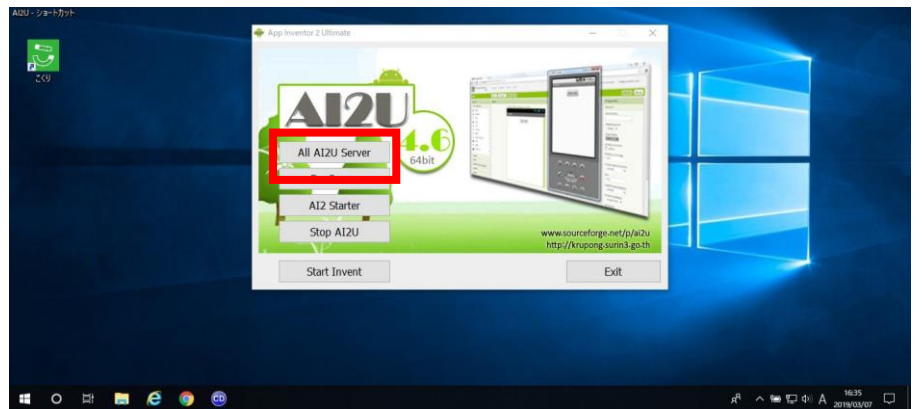 AI2U - ショートカット
こくり
App Inventor 2 Ultimate
AI2U
4.6
64bit
All AI2U Server
AI2 Starter
Stop AI2U
www.sourceforge.net/p/ai2u
http://krupong.surin3.go.th
Start Invent
Exit
CD
A
16:35
2019/03/07